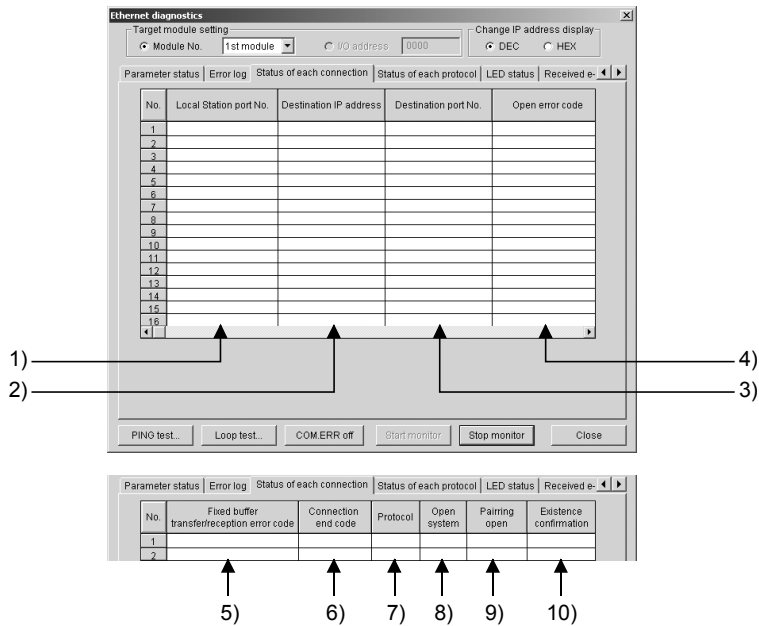 Ethernet diagnostics
Target module setting
Module No. 1st module I/O address 0000
Change IP address display
DEC HEX
Parameter status Error log Status of each connection Status of each protocol LED status Received e-
No. Local Station port No. Destination IP address Destination port No. Open error code
1
2
3
4
5
6
7
8
9
10
11
12
13
14
15
16
1)
2)
3)
4)
PING test... Loop test... COM.ERR off Start monitor Stop monitor Close
Parameter status Error log Status of each connection Status of each protocol LED status Received e-
No. Fixed buffer transfer/reception error code Connection end code Protocol Open system Pairring open Existence confirmation
1
2
5) 6) 7) 8) 9) 10)